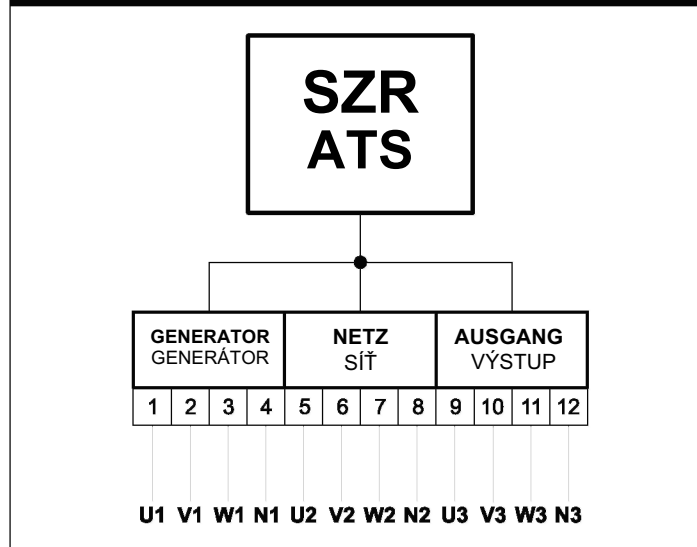 SZR
ATS
GENERATOR
GENERÁTOR
NETZ
SÍŤ
AUSGANG
VÝSTUP
1 2 3 4 5 6 7 8 9 10 11 12
U1 V1 W1 N1 U2 V2 W2 N2 U3 V3 W3 N3